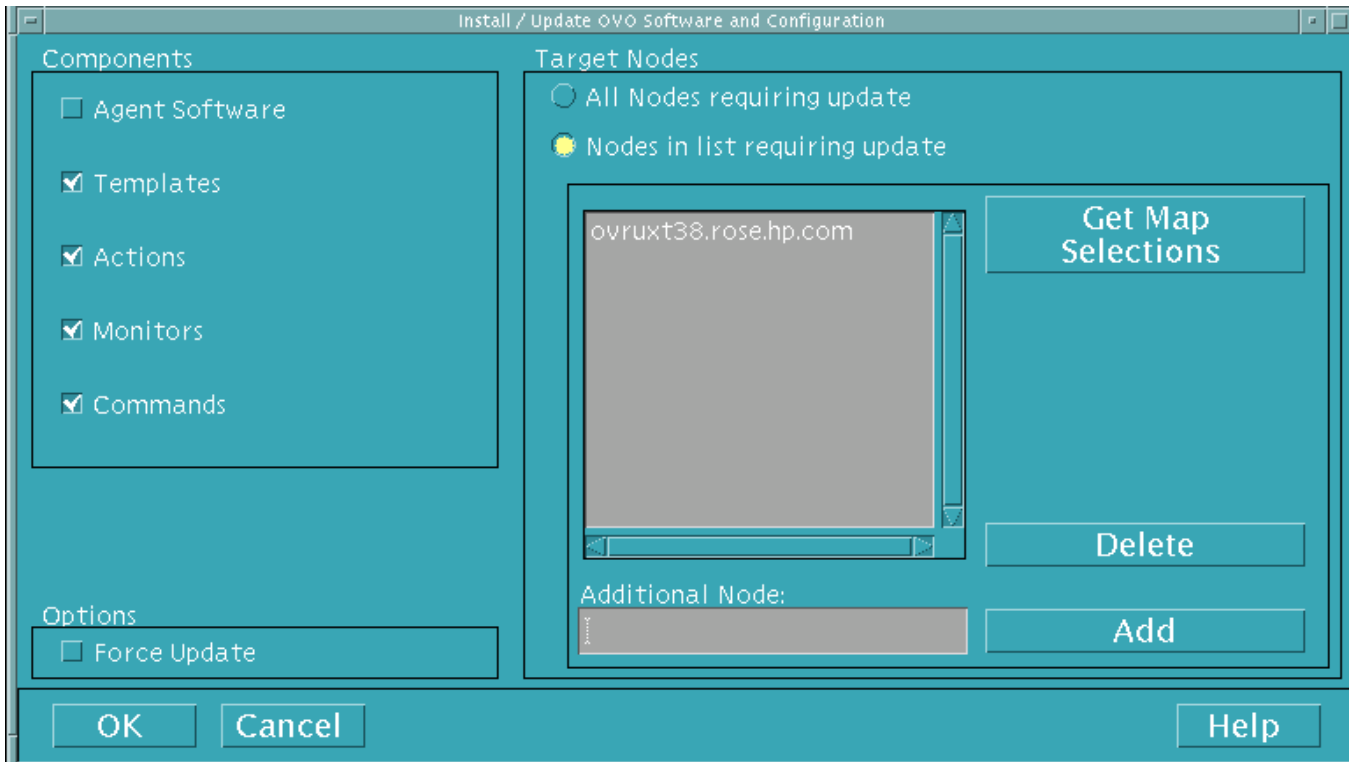 Install / Update OVO Software and Configuration
Components
Agent Software
Templates
Actions
Monitors
Commands
Options
Force Update
Target Nodes
All Nodes requiring update
Nodes in list requiring update
ovruxt38.rose.hp.com
Get Map
Selections
Delete
Additional Node:
Add
OK
Cancel
Help